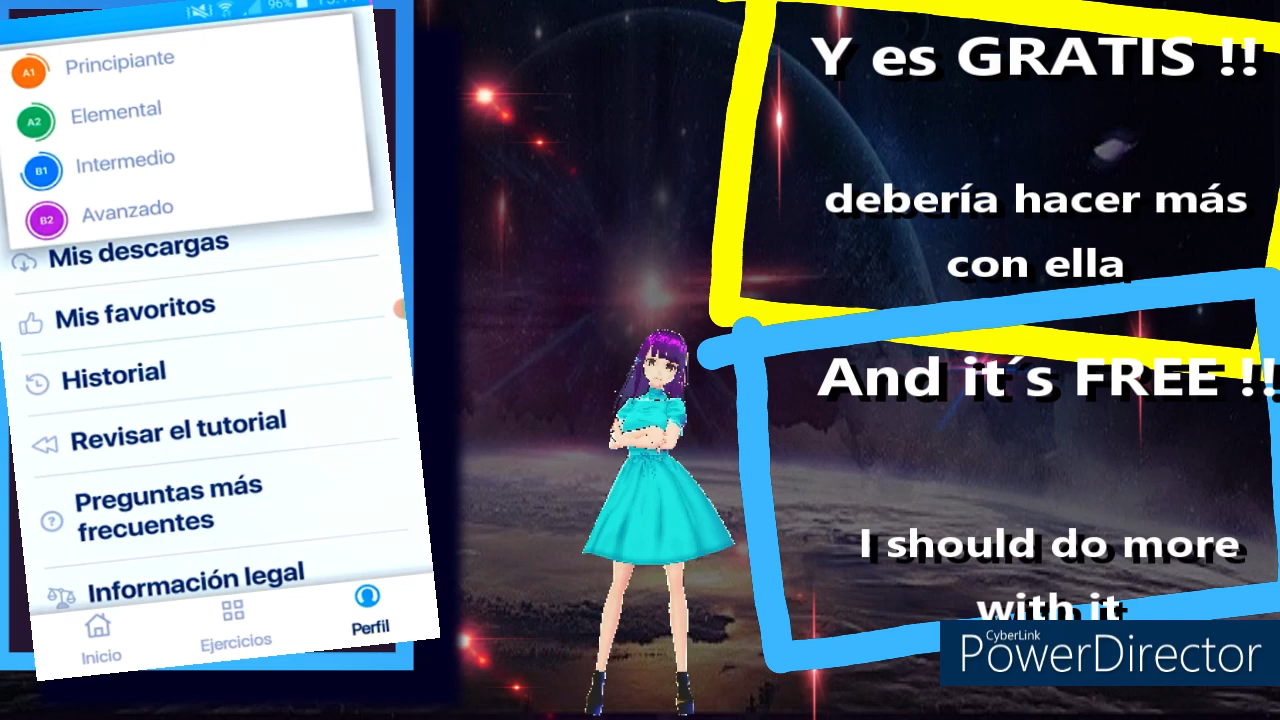 96%
A1 Principiante
A2 Elemental
B1 Intermedio
B2 Avanzado
Mis descargas
Mis favoritos
Historial
Revisar el tutorial
Preguntas más
frecuentes
Información legal
Inicio
Ejercicios
Perfil
Y es GRATIS !!
debería hacer más
con ella
And it´s FREE !!
I should do more
with it
CyberLink
PowerDirector